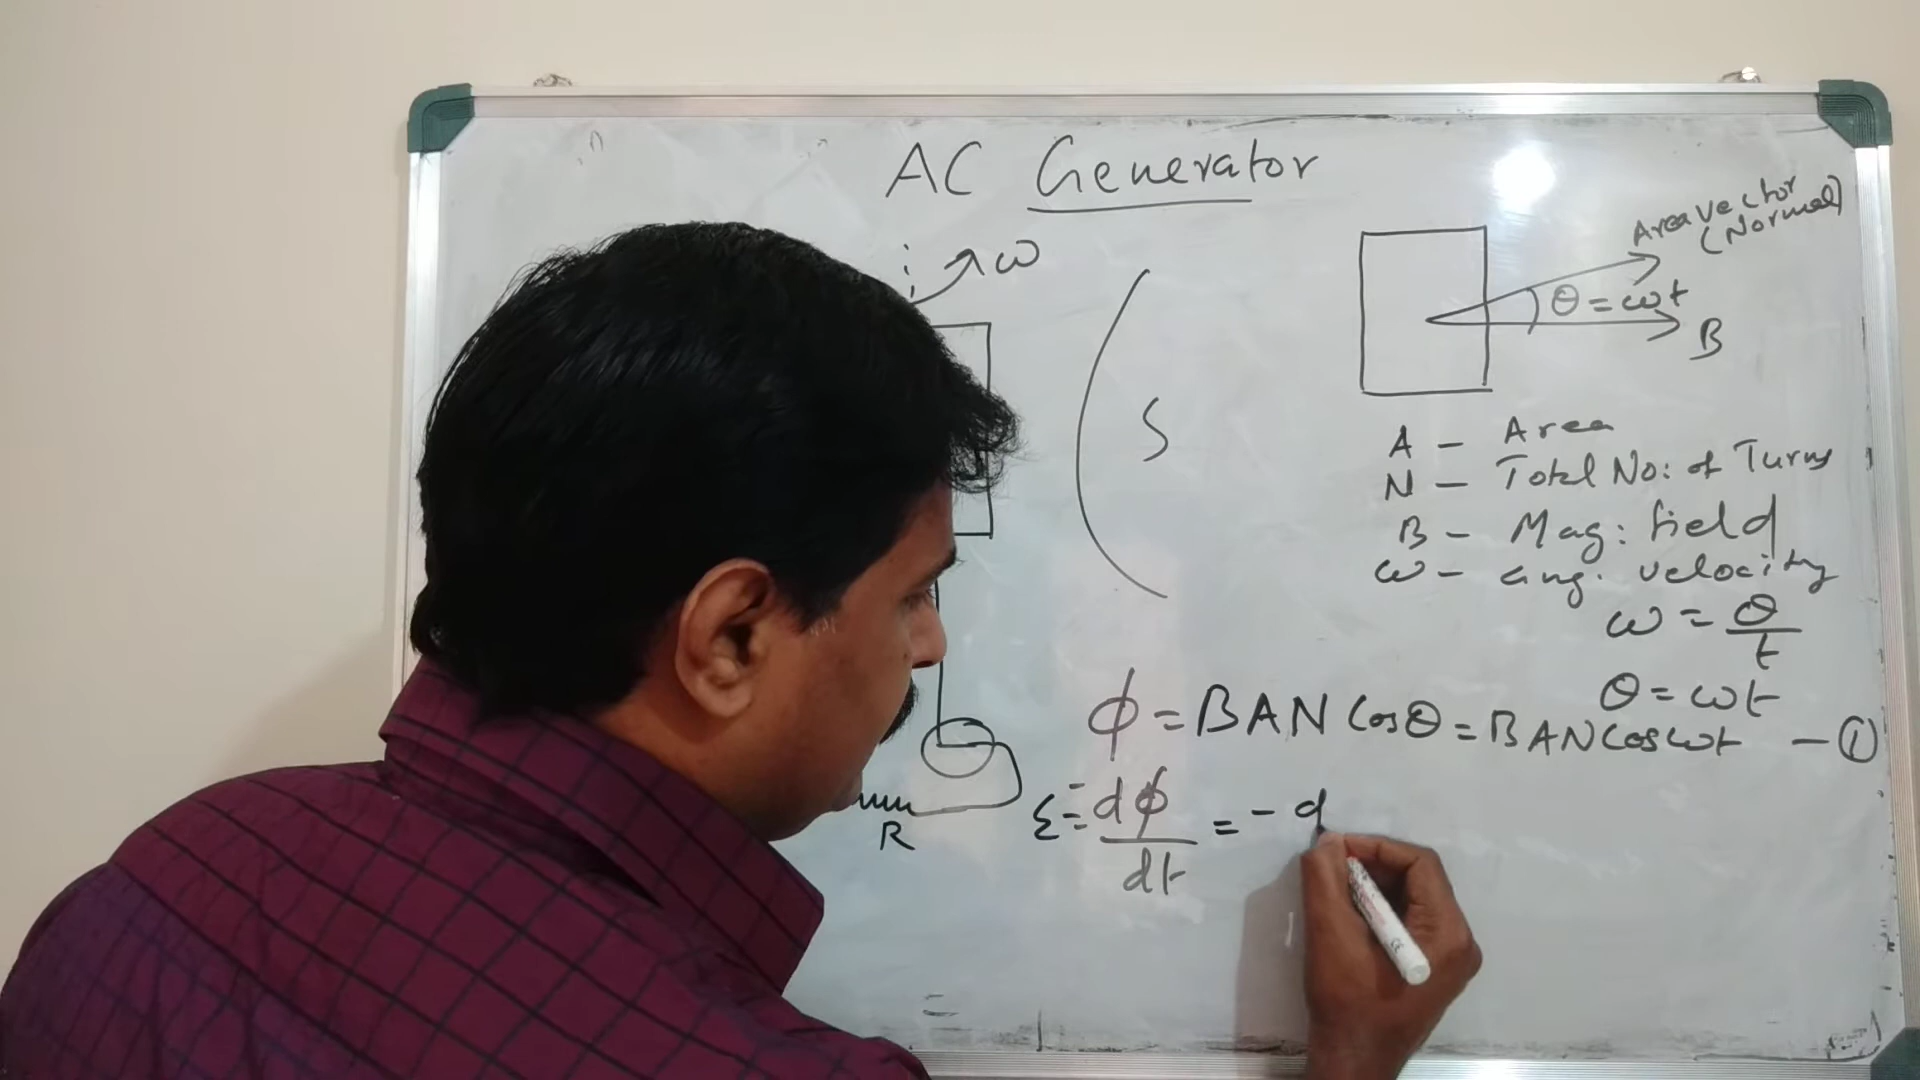 AC Generator
ω
S
R
Area vector
(Normal)
θ = ωt
B
A - Area
N - Total No: of Turns
B - Mag: field
ω - ang. velocity
ω = θ/t
θ = ωt
ϕ = BAN Cosθ = BAN Cosωt - ①
ε = -dϕ/dt = - d